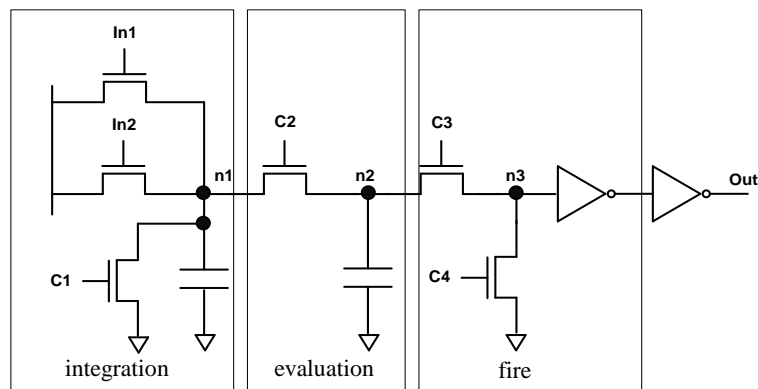 In1
In2
n1
C1
integration
C2
n2
evaluation
C3
n3
C4
fire
Out